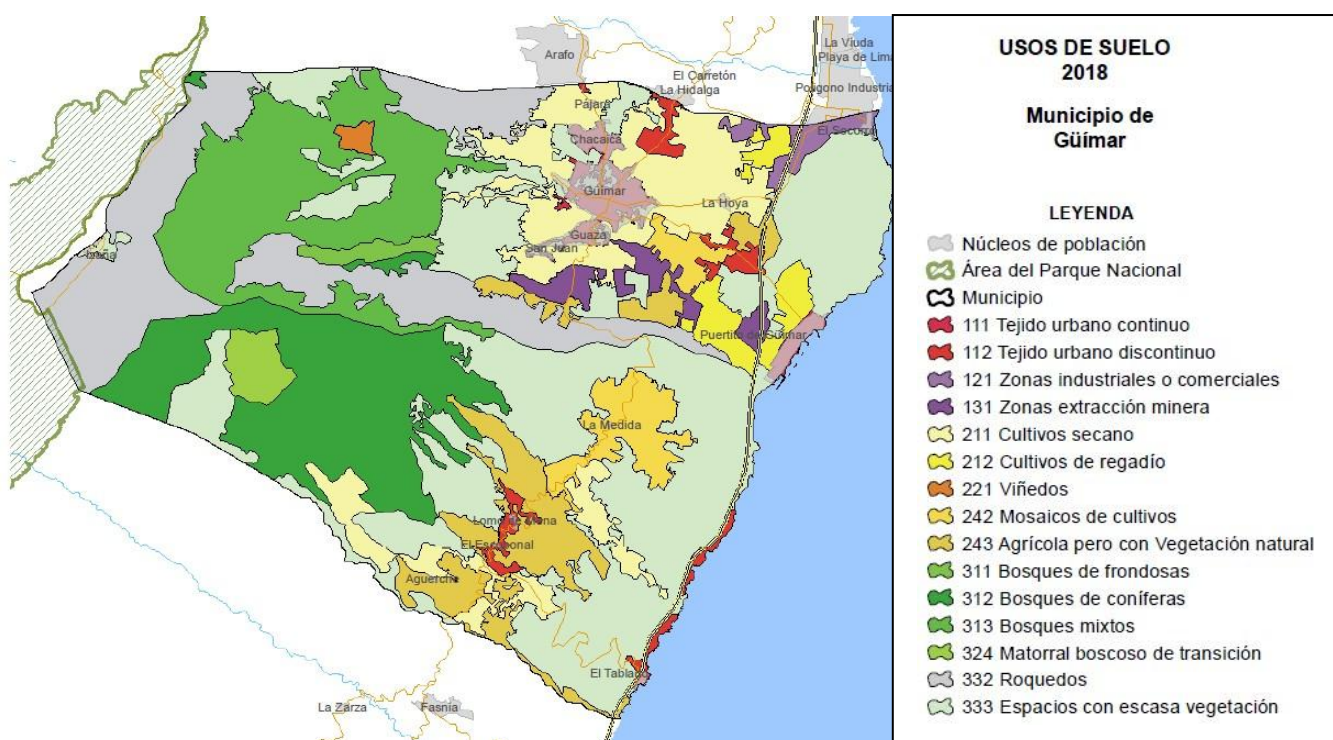 Arafo
El Carretón
La Hidalga
La Viuda
Playa de Lima
Polígono Industria
Pájara
Chacaica
El Socorro
Güímar
La Hoya
Guaza
San Juan
Izaña
Puertito de Güímar
La Medida
Lomo de Mena
El Escobonal
Aguerche
El Tablado
La Zarza
Fasnia
USOS DE SUELO
2018
Municipio de
Güímar
LEYENDA
Núcleos de población
Área del Parque Nacional
Municipio
111 Tejido urbano continuo
112 Tejido urbano discontinuo
121 Zonas industriales o comerciales
131 Zonas extracción minera
211 Cultivos secano
212 Cultivos de regadío
221 Viñedos
242 Mosaicos de cultivos
243 Agrícola pero con Vegetación natural
311 Bosques de frondosas
312 Bosques de coníferas
313 Bosques mixtos
324 Matorral boscoso de transición
332 Roquedos
333 Espacios con escasa vegetación